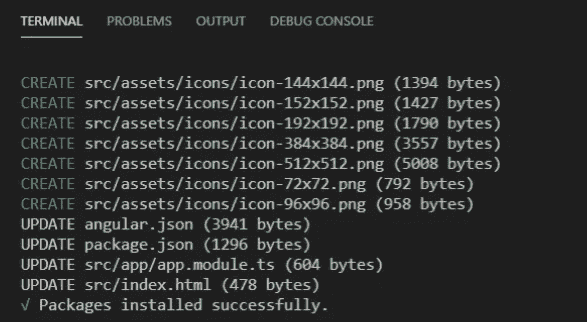 TERMINAL PROBLEMS OUTPUT DEBUG CONSOLE
CREATE src/assets/icons/icon-144x144.png (1394 bytes)
CREATE src/assets/icons/icon-152x152.png (1427 bytes)
CREATE src/assets/icons/icon-192x192.png (1790 bytes)
CREATE src/assets/icons/icon-384x384.png (3557 bytes)
CREATE src/assets/icons/icon-512x512.png (5008 bytes)
CREATE src/assets/icons/icon-72x72.png (792 bytes)
CREATE src/assets/icons/icon-96x96.png (958 bytes)
UPDATE angular.json (3941 bytes)
UPDATE package.json (1296 bytes)
UPDATE src/app/app.module.ts (604 bytes)
UPDATE src/index.html (478 bytes)
√ Packages installed successfully.